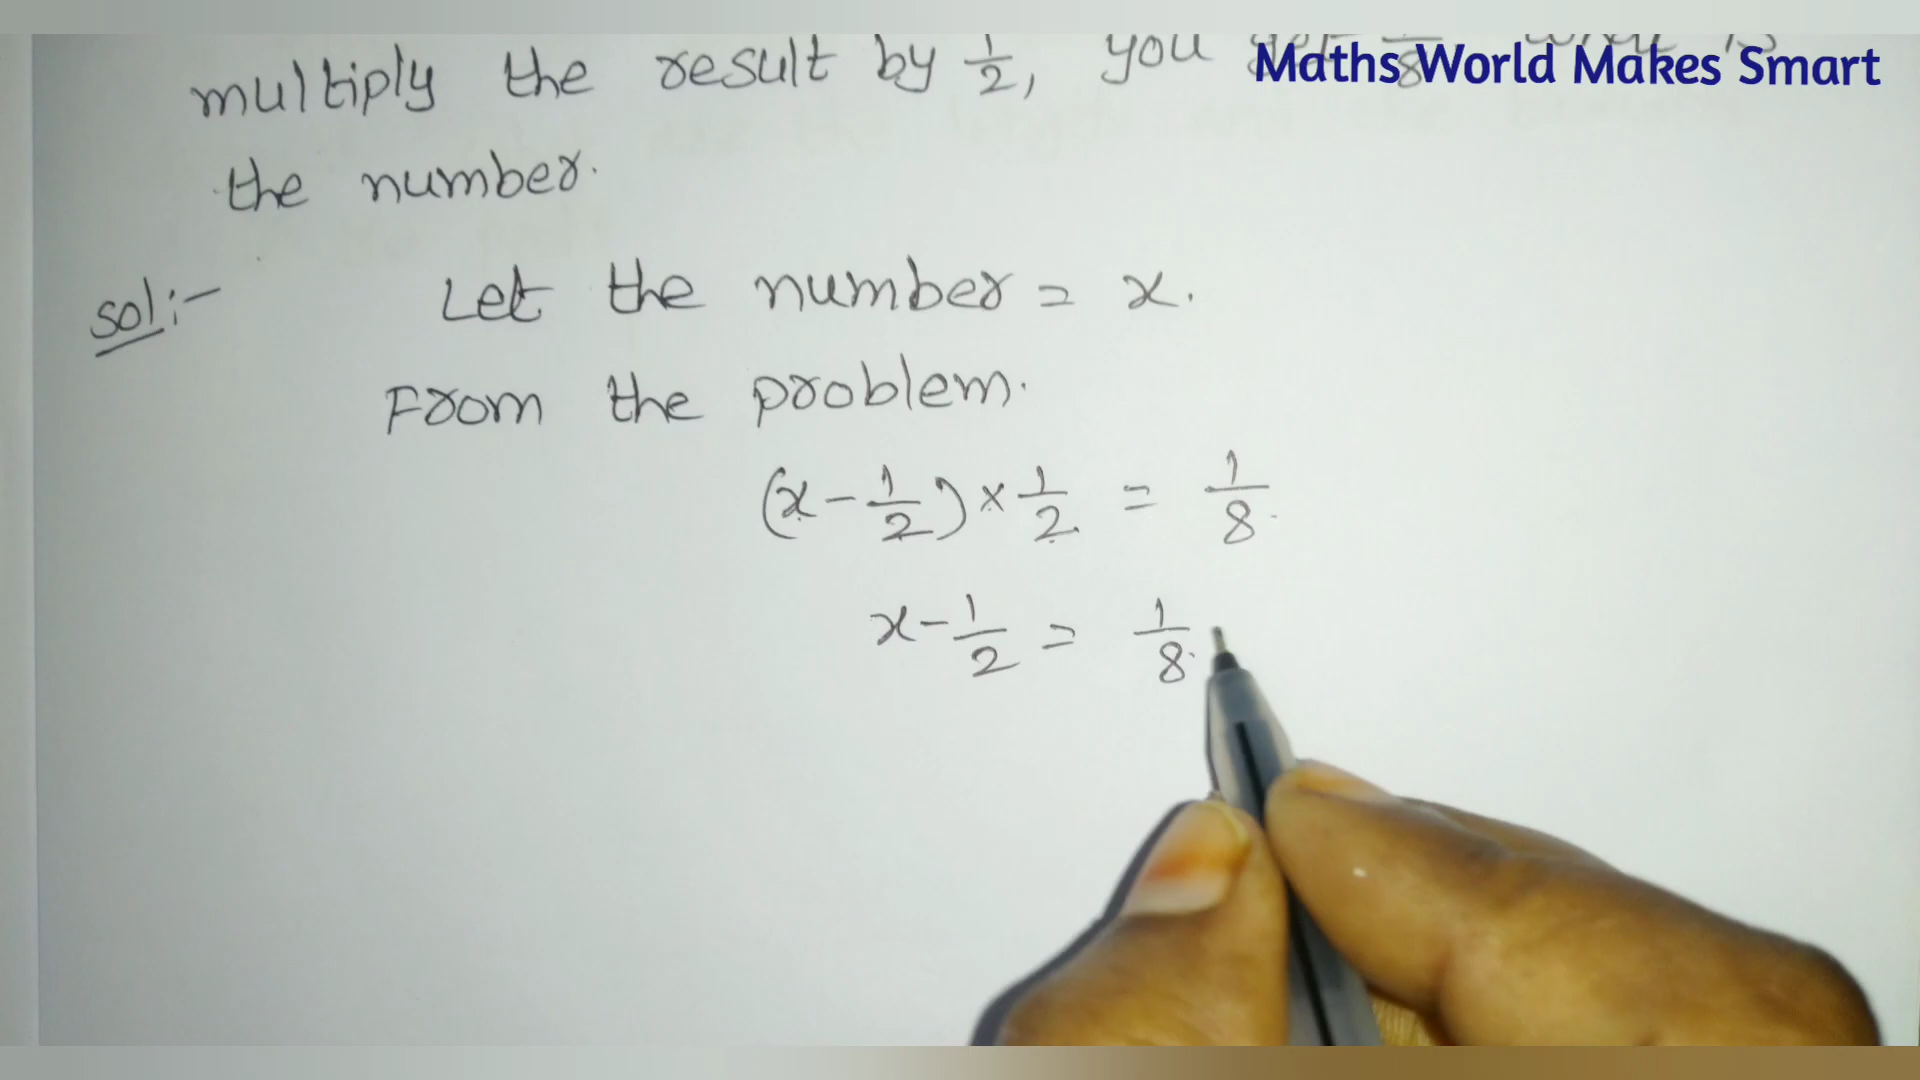 multiply the result by 1/2, you
Maths World Makes Smart
the number.
sol:- Let the number = x.
From the problem.
(x - 1/2) × 1/2 = 1/8
x - 1/2 = 1/8